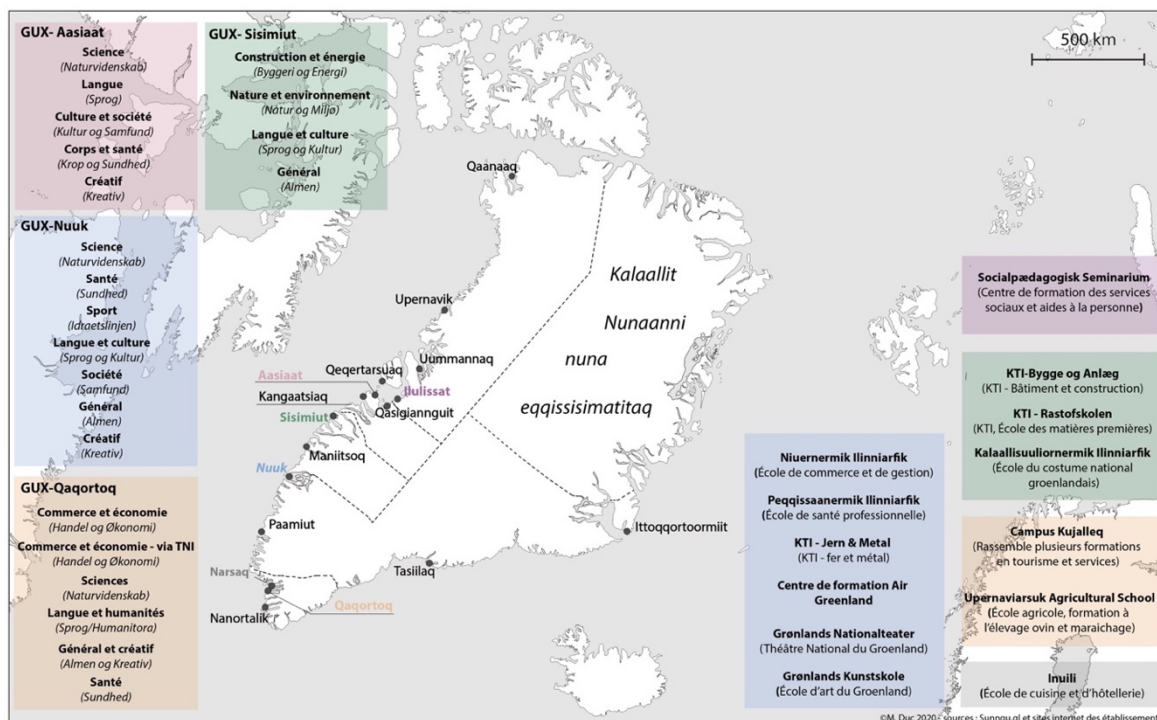 GUX- Aasiaat
Science
(Naturvidenskab)
Langue
(Sprog)
Culture et société
(Kultur og Samfund)
Corps et santé
(Krop og Sundhed)
Créatif
(Kreativ)
GUX- Sisimiut
Construction et énergie
(Byggeri og Energi)
Nature et environnement
(Natur og Miljø)
Langue et culture
(Sprog og Kultur)
Général
(Almen)
500 km
GUX-Nuuk
Science
(Naturvidenskab)
Santé
(Sundhed)
Sport
(Idraetslinjen)
Langue et culture
(Sprog og Kultur)
Société
(Samfund)
Général
(Almen)
Créatif
(Kreativ)
GUX-Qaqortoq
Commerce et économie
(Handel og Økonomi)
Commerce et économie - via TNI
(Handel og Økonomi)
Sciences
(Naturvidenskab)
Langue et humanités
(Sprog/Humanitora)
Général et créatif
(Almen og Kreativ)
Santé
(Sundhed)
Qaanaaq
Kalaallit
Nunaanni
nuna
eqqissisimatitaq
Upernavik
Uummannaq
Qeqertarsuaq
Aasiaat
Ilulissat
Kangaatsiaq
Qasigiannguit
Sisimiut
Maniitsoq
Nuuk
Paamiut
Ittoqqortoormiit
Tasiilaq
Narsaq
Qaqortoq
Nanortalik
Socialpædagogisk Seminarium
(Centre de formation des services
sociaux et aides à la personne)
KTI-Bygge og Anlæg
(KTI - Bâtiment et construction)
KTI - Rastofskolen
(KTI, École des matières premières)
Kalaallisuuliornermik Ilinniarfik
(École du costume national
groenlandais)
Niuernermik Ilinniarfik
(École de commerce et de gestion)
Peqqissaanermik Ilinniarfik
(École de santé professionnelle)
KTI - Jern & Metal
(KTI - fer et métal)
Centre de formation Air
Greenland
Grønlands Nationalteater
(Théâtre National du Groenland)
Grønlands Kunstskole
(École d'art du Groenland)
Campus Kujalleq
(Rassemble plusieurs formations
en tourisme et services)
Upernaviarsuk Agricultural School
(École agricole, formation à
l'élevage ovin et maraichage)
Inuili
(École de cuisine et d'hôtellerie)
©M. Duc 2020 - sources : Sunngu.gl et sites internet des établissement